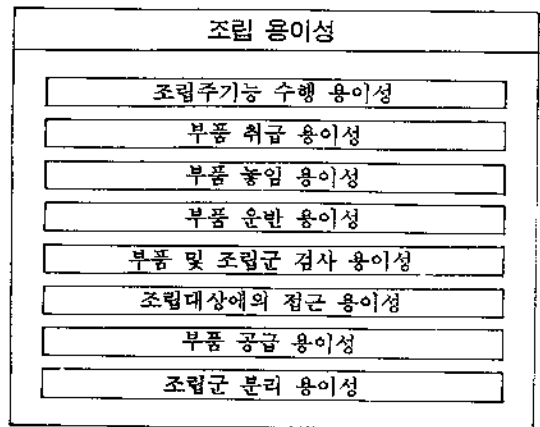 조립 용이성
조립주기능 수행 용이성
부품 취급 용이성
부품 놓임 용이성
부품 운반 용이성
부품 및 조립군 검사 용이성
조립대상에의 접근 용이성
부품 공급 용이성
조립군 분리 용이성